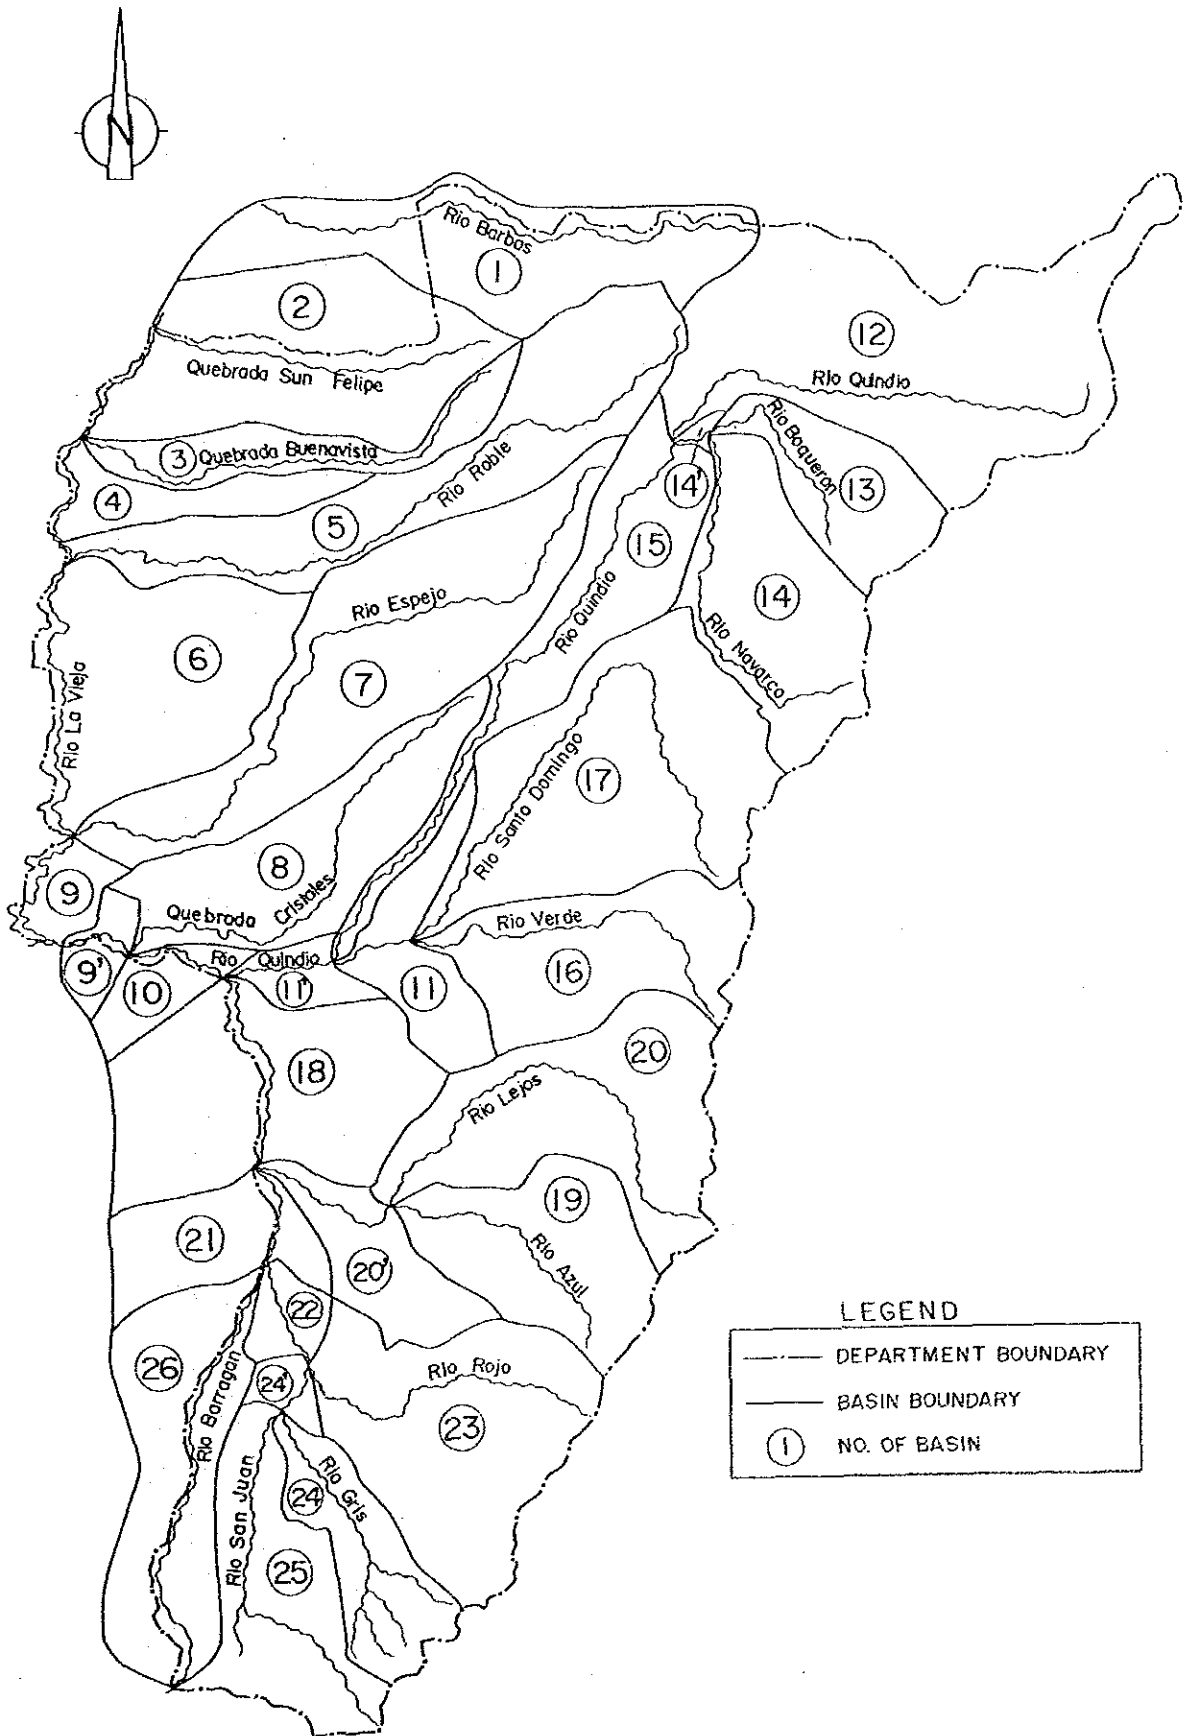 N
Rio Barbas
1
2
12
Quebrada Sun Felipe
Rio Quindio
Rio Boqueron
3
Quebrada Buenavista
Rio Roble
14'
13
4
5
15
Rio Espejo
14
Rio Quindio
6
Rio Navarco
7
Rio La Vieja
17
Rio Santo Domingo
8
9
Quebrada Cristales
Rio Verde
Rio Quindio
9'
10
11'
11
16
18
20
Rio Lejos
19
21
20'
Rio Azul
22
LEGEND
DEPARTMENT BOUNDARY
BASIN BOUNDARY
1 NO. OF BASIN
26
Rio Barragan
24'
Rio Rojo
23
Rio San Juan
24
Rio Gris
25